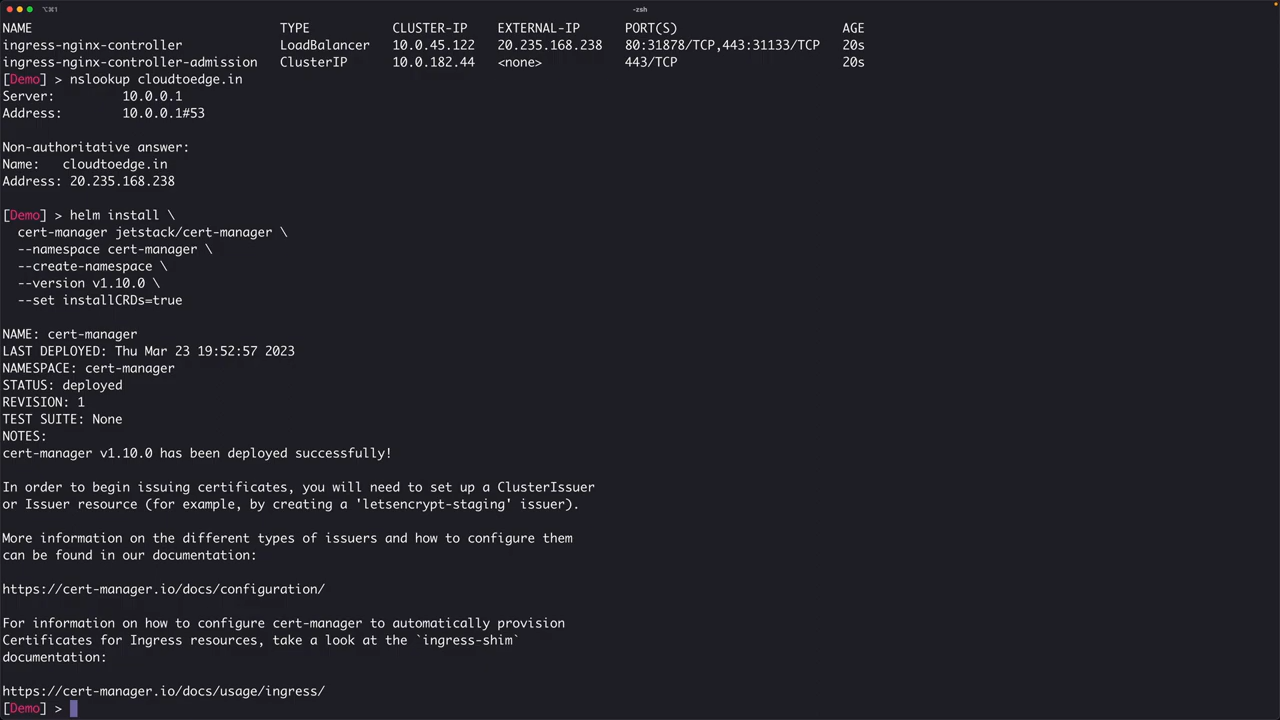 ⌥⌘1
-zsh
NAME TYPE CLUSTER-IP EXTERNAL-IP PORT(S) AGE
ingress-nginx-controller LoadBalancer 10.0.45.122 20.235.168.238 80:31878/TCP,443:31133/TCP 20s
ingress-nginx-controller-admission ClusterIP 10.0.182.44 <none> 443/TCP 20s
[Demo] > nslookup cloudtoedge.in
Server: 10.0.0.1
Address: 10.0.0.1#53
Non-authoritative answer:
Name: cloudtoedge.in
Address: 20.235.168.238
[Demo] > helm install \
cert-manager jetstack/cert-manager \
--namespace cert-manager \
--create-namespace \
--version v1.10.0 \
--set installCRDs=true
NAME: cert-manager
LAST DEPLOYED: Thu Mar 23 19:52:57 2023
NAMESPACE: cert-manager
STATUS: deployed
REVISION: 1
TEST SUITE: None
NOTES:
cert-manager v1.10.0 has been deployed successfully!
In order to begin issuing certificates, you will need to set up a ClusterIssuer
or Issuer resource (for example, by creating a 'letsencrypt-staging' issuer).
More information on the different types of issuers and how to configure them
can be found in our documentation:
https://cert-manager.io/docs/configuration/
For information on how to configure cert-manager to automatically provision
Certificates for Ingress resources, take a look at the `ingress-shim`
documentation:
https://cert-manager.io/docs/usage/ingress/
[Demo] >